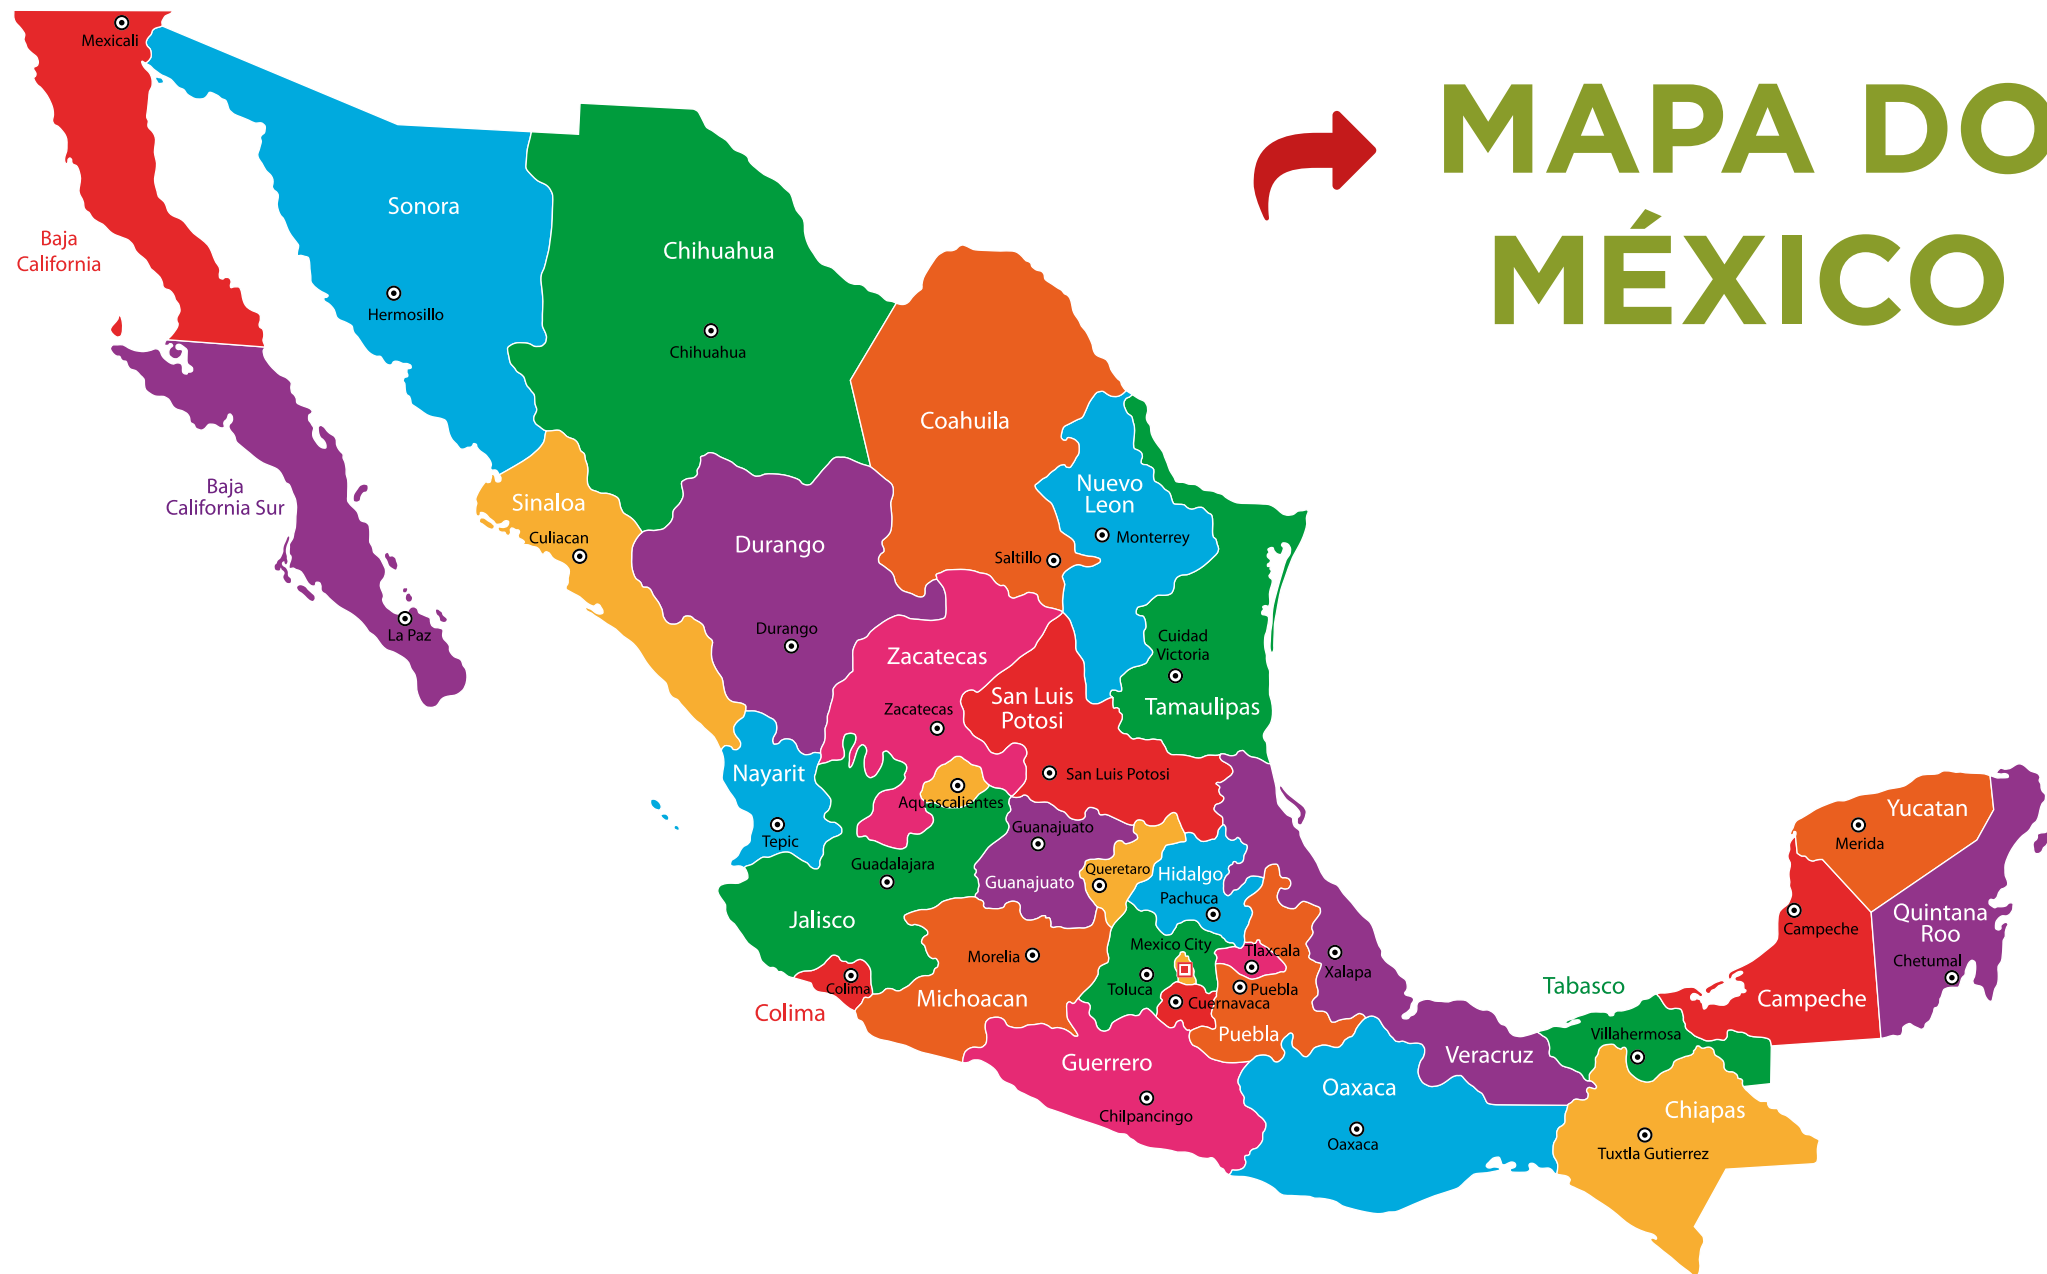 MAPA DO
MÉXICO
Mexicali
Baja
California
Sonora
Hermosillo
Chihuahua
Chihuahua
Coahuila
Saltillo
Nuevo
Leon
Monterrey
Baja
California Sur
La Paz
Sinaloa
Culiacan
Durango
Durango
Zacatecas
Zacatecas
San Luis
Potosi
San Luis Potosi
Cuidad
Victoria
Tamaulipas
Nayarit
Tepic
Aquascalientes
Guadalajara
Jalisco
Guanajuato
Guanajuato
Queretaro
Hidalgo
Pachuca
Colima
Colima
Morelia
Michoacan
Mexico City
Toluca
Tlaxcala
Cuernavaca
Puebla
Puebla
Xalapa
Veracruz
Guerrero
Chilpancingo
Oaxaca
Oaxaca
Tabasco
Villahermosa
Chiapas
Tuxtla Gutierrez
Yucatan
Merida
Campeche
Campeche
Quintana
Roo
Chetumal